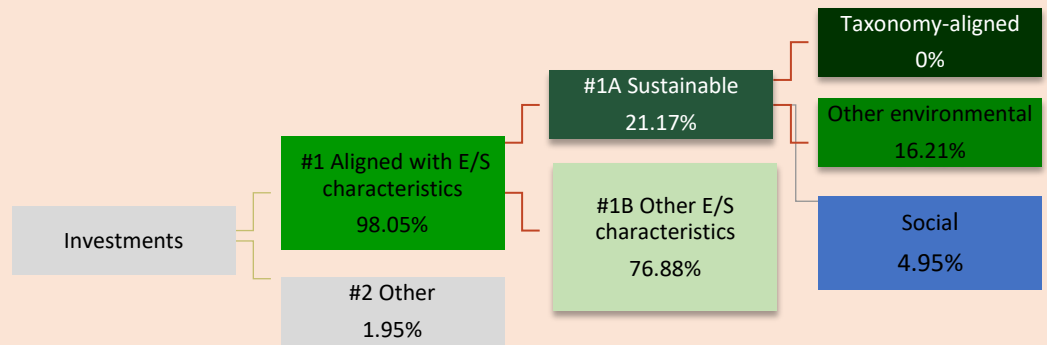 Investments
#1 Aligned with E/S
characteristics
98.05%
#2 Other
1.95%
#1A Sustainable
21.17%
#1B Other E/S
characteristics
76.88%
Taxonomy-aligned
0%
Other environmental
16.21%
Social
4.95%